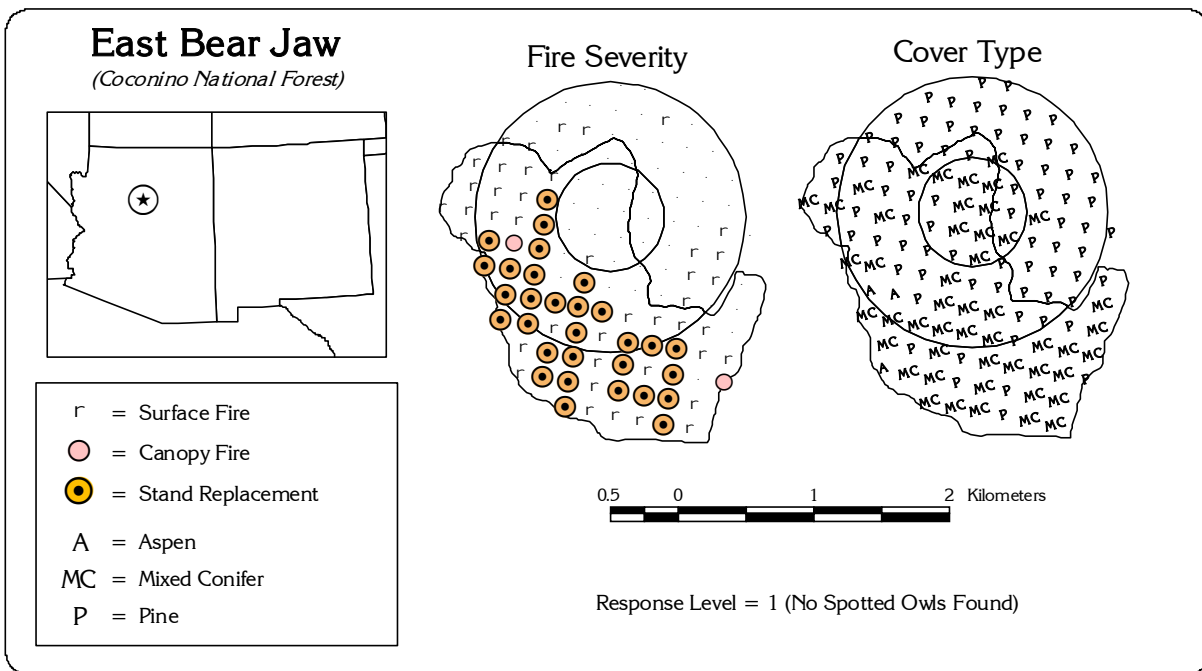 East Bear Jaw
(Coconino National Forest)
Fire Severity
Cover Type
r = Surface Fire
= Canopy Fire
= Stand Replacement
A = Aspen
MC = Mixed Conifer
P = Pine
0.5 0 1 2 Kilometers
Response Level = 1 (No Spotted Owls Found)